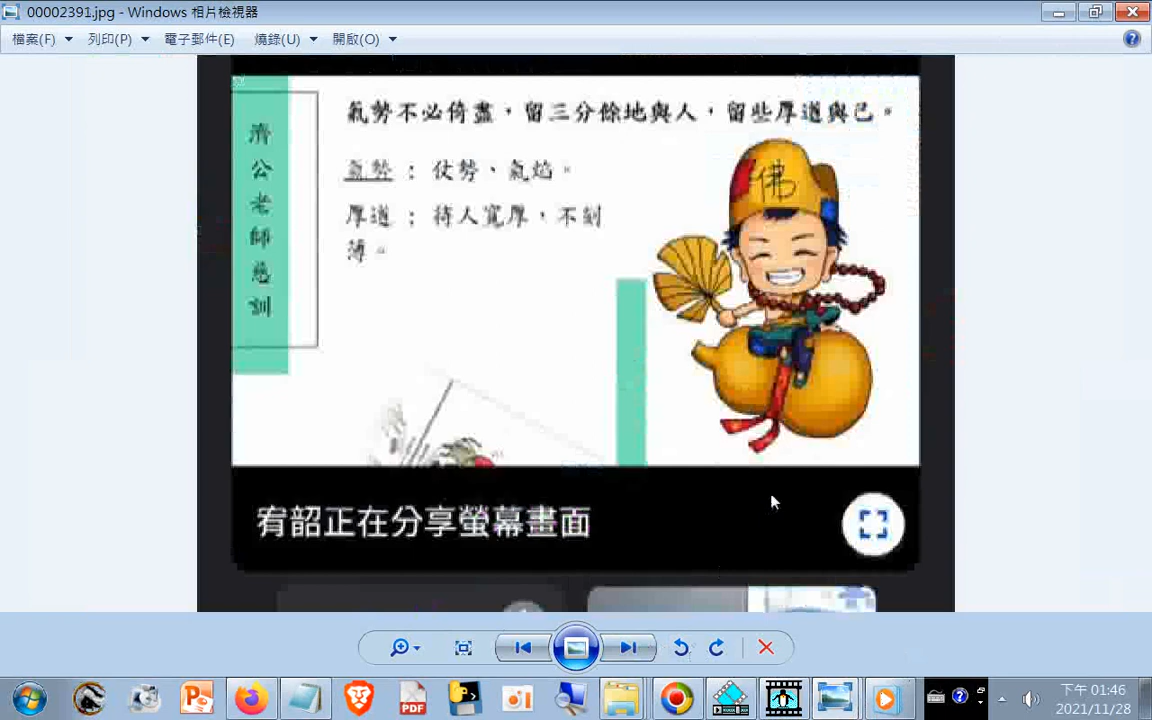 00002391.jpg - Windows 相片檢視器
檔案(F) 列印(P) 電子郵件(E) 燒錄(U) 開啟(O)
濟公老師慈訓
氣勢不必倚盡，留三分餘地與人，留些厚道與己。
氣勢：仗勢、氣焰。
厚道：待人寬厚，不刻
薄。
佛
宥韶正在分享螢幕畫面
PDF
下午 01:46
2021/11/28